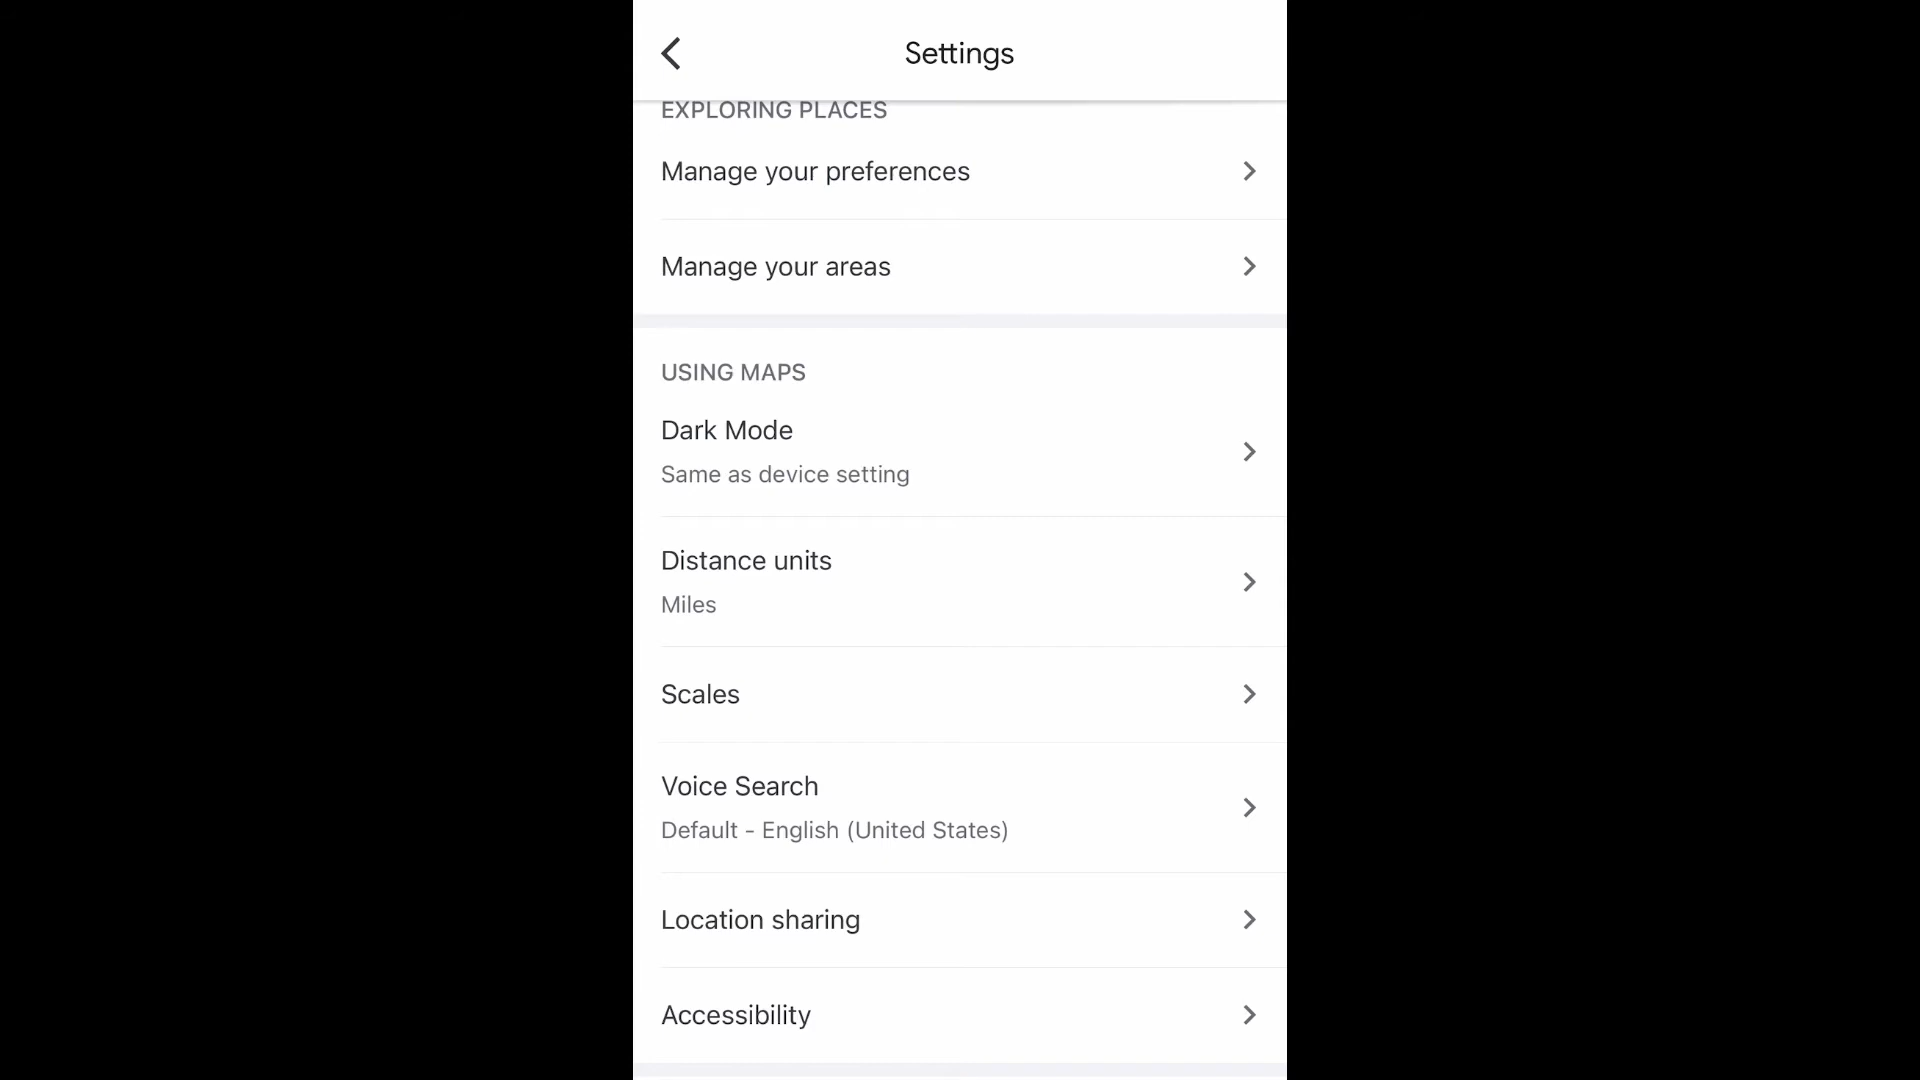 Settings
EXPLORING PLACES
Manage your preferences
Manage your areas
USING MAPS
Dark Mode
Same as device setting
Distance units
Miles
Scales
Voice Search
Default - English (United States)
Location sharing
Accessibility